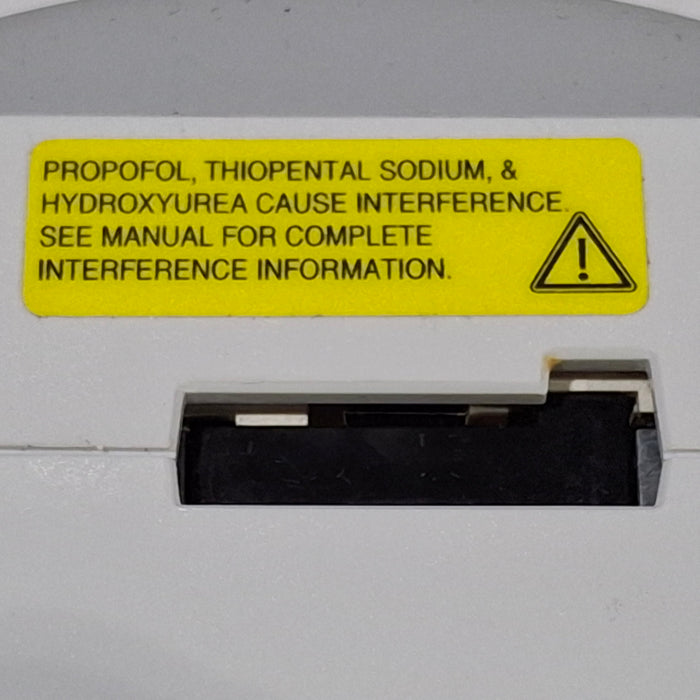 PROPOFOL, THIOPENTAL SODIUM, &
HYDROXYUREA CAUSE INTERFERENCE.
SEE MANUAL FOR COMPLETE
INTERFERENCE INFORMATION.